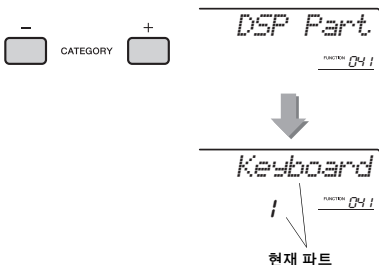 − CATEGORY +
DSP Part
FUNCTION 041
Keyboard
1 FUNCTION 041
현재 파트